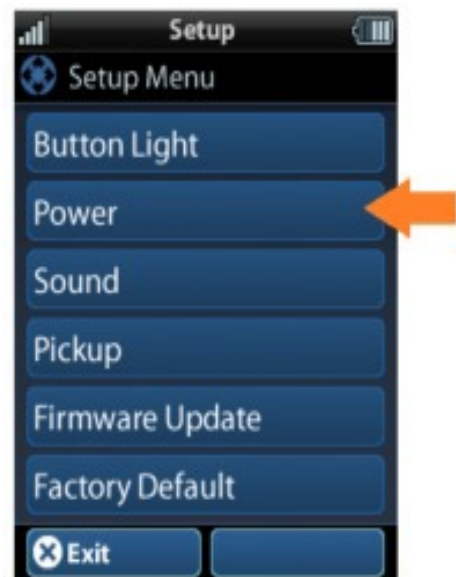 Setup
Setup Menu
Button Light
Power
Sound
Pickup
Firmware Update
Factory Default
Exit